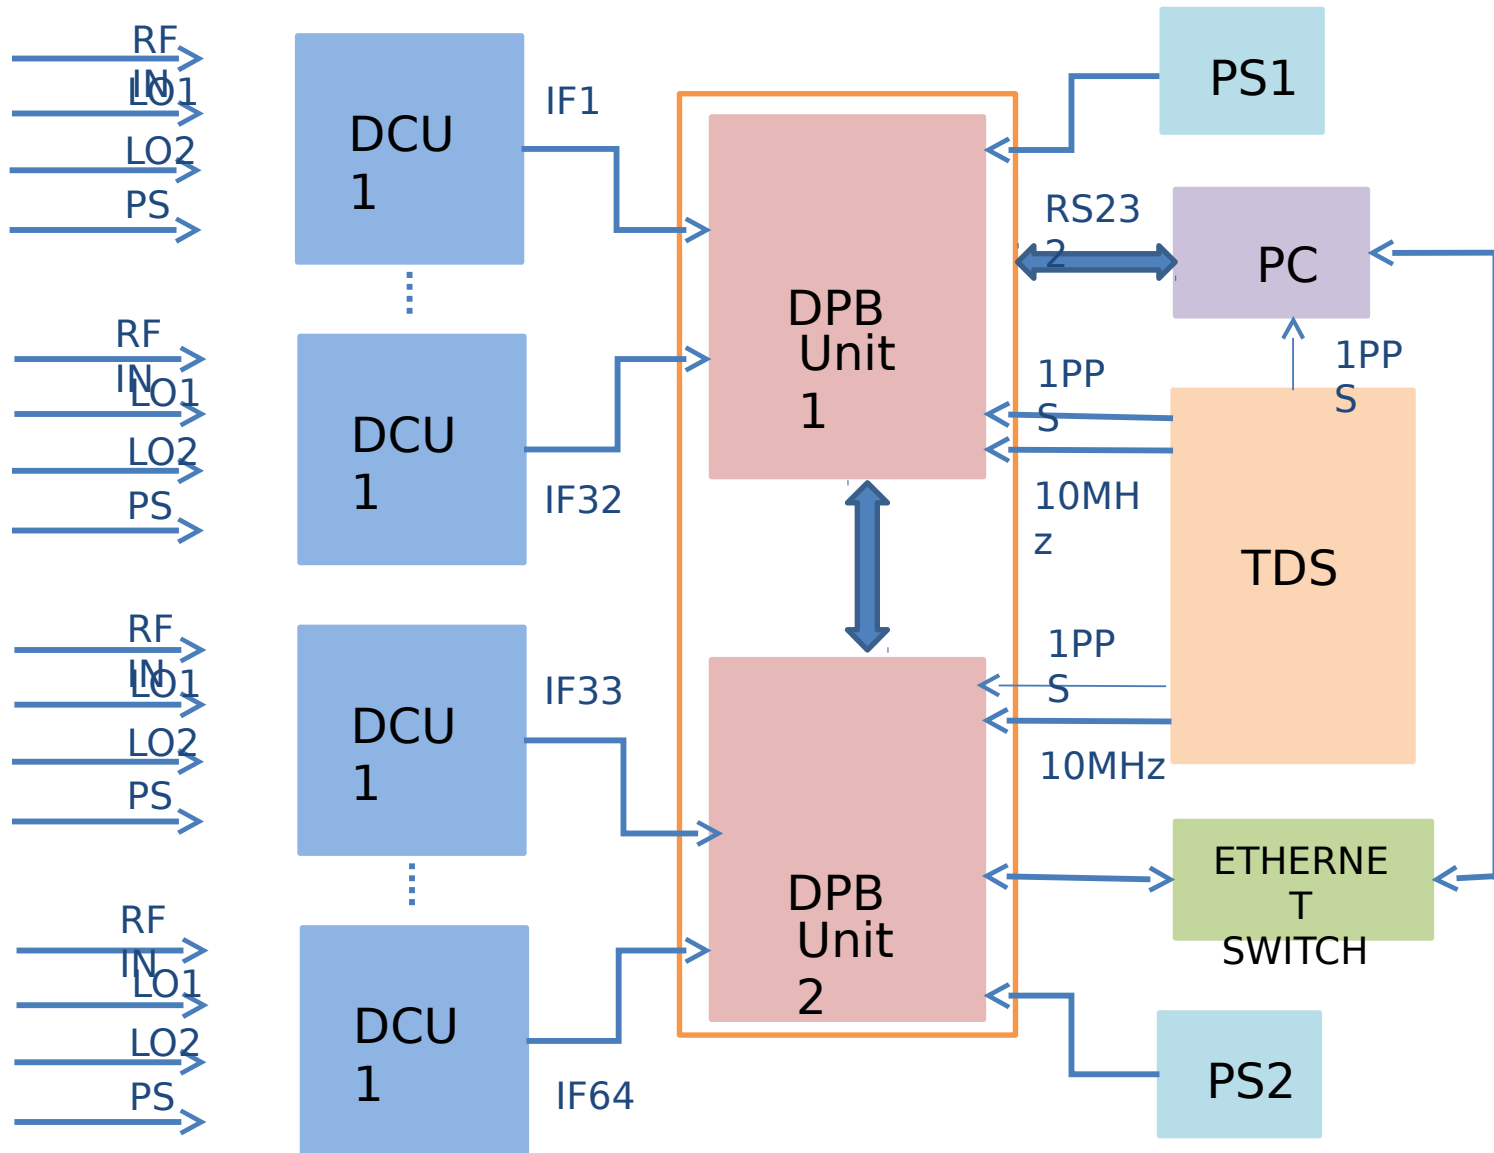 RF
IN
LO1
LO2
PS
DCU
1
IF1
RF
IN
LO1
LO2
PS
DCU
1
IF32
RF
IN
LO1
LO2
PS
DCU
1
IF33
RF
IN
LO1
LO2
PS
DCU
1
IF64
DPB
Unit
1
DPB
Unit
2
PS1
RS23
2
PC
1PP
S
1PP
S
10MH
z
TDS
1PP
S
10MHz
ETHERNE
T
SWITCH
PS2